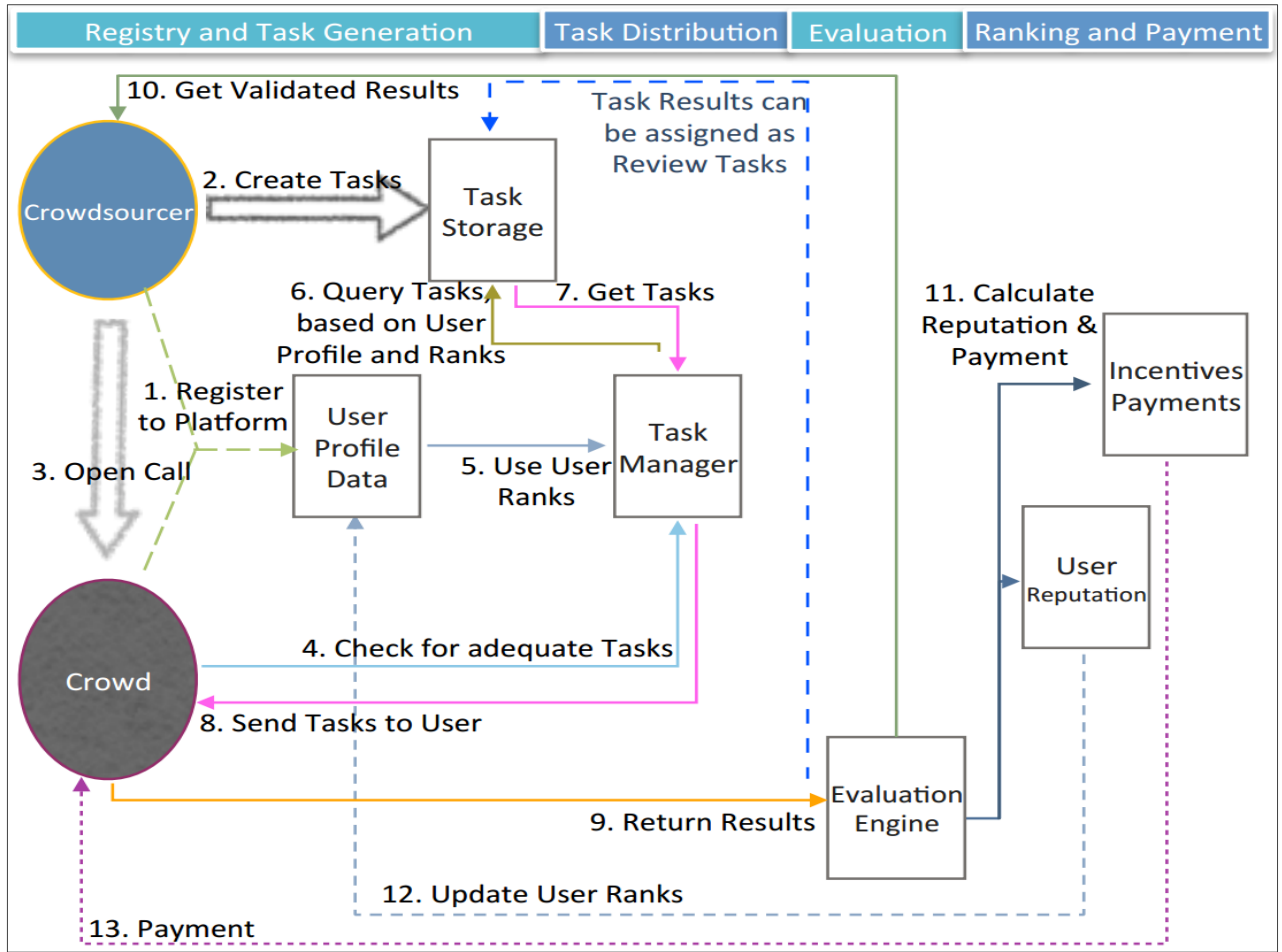 Registry and Task Generation
Task Distribution
Evaluation
Ranking and Payment
10. Get Validated Results
Task Results can
be assigned as
Review Tasks
Crowdsourcer
2. Create Tasks
Task
Storage
6. Query Tasks,
based on User
Profile and Ranks
7. Get Tasks
11. Calculate
Reputation &
Payment
Incentives
Payments
1. Register
to Platform
User
Profile
Data
Task
Manager
3. Open Call
5. Use User
Ranks
User
Reputation
4. Check for adequate Tasks
Crowd
8. Send Tasks to User
Evaluation
Engine
9. Return Results
12. Update User Ranks
13. Payment